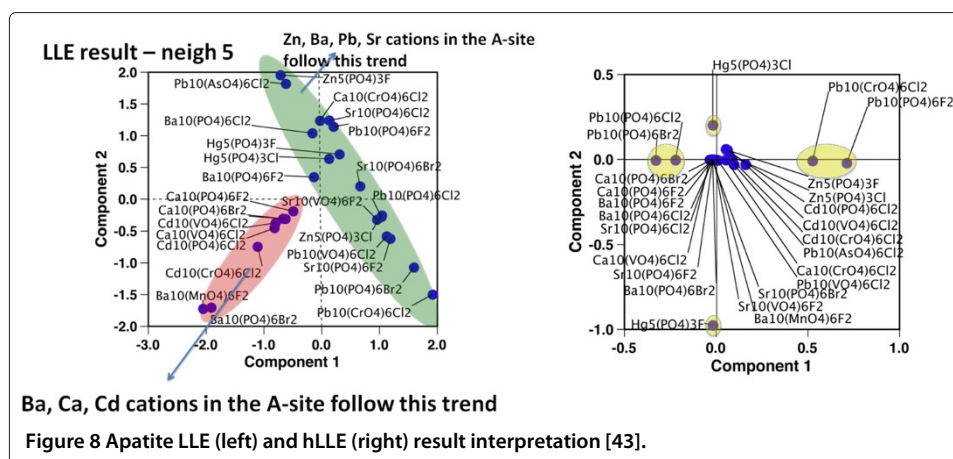 LLE result – neigh 5
Zn, Ba, Pb, Sr cations in the A-site
follow this trend
2.0
1.5
1.0
0.5
0.0
-0.5
-1.0
-1.5
-2.0
Component 2
-3.0
-2.0
-1.0
0.0
1.0
2.0
Component 1
Zn5(PO4)3F
Pb10(AsO4)6Cl2
Ca10(CrO4)6Cl2
Sr10(PO4)6Cl2
Ba10(PO4)6Cl2
Pb10(PO4)6F2
Hg5(PO4)3F
Hg5(PO4)3Cl
Sr10(PO4)6Br2
Ba10(PO4)6F2
Pb10(PO4)6Cl2
Ca10(PO4)6F2
Sr10(VO4)6F2
Ca10(PO4)6Br2
Cd10(VO4)6Cl2
Ca10(VO4)6Cl2
Zn5(PO4)3Cl
Cd10(PO4)6Cl2
Pb10(VO4)6Cl2
Sr10(PO4)6F2
Cd10(CrO4)6Cl2
Pb10(PO4)6Br2
Ba10(MnO4)6F2
Pb10(CrO4)6Cl2
Ba10(PO4)6Br2
Ba, Ca, Cd cations in the A-site follow this trend
0.5
0.0
-0.5
-1.0
Component 2
-0.5
0.0
0.5
1.0
Component 1
Hg5(PO4)3Cl
Pb10(CrO4)6Cl2
Pb10(PO4)6F2
Pb10(PO4)6Cl2
Pb10(PO4)6Br2
Ca10(PO4)6Br2
Ca10(PO4)6F2
Ba10(PO4)6F2
Ba10(PO4)6Cl2
Sr10(PO4)6Cl2
Ca10(VO4)6Cl2
Sr10(PO4)6F2
Ba10(PO4)6Br2
Zn5(PO4)3F
Zn5(PO4)3Cl
Cd10(PO4)6Cl2
Cd10(VO4)6Cl2
Cd10(CrO4)6Cl2
Pb10(AsO4)6Cl2
Ca10(CrO4)6Cl2
Pb10(VO4)6Cl2
Sr10(PO4)6Br2
Sr10(VO4)6F2
Ba10(MnO4)6F2
Hg5(PO4)3F
Figure 8 Apatite LLE (left) and hLLE (right) result interpretation [43].